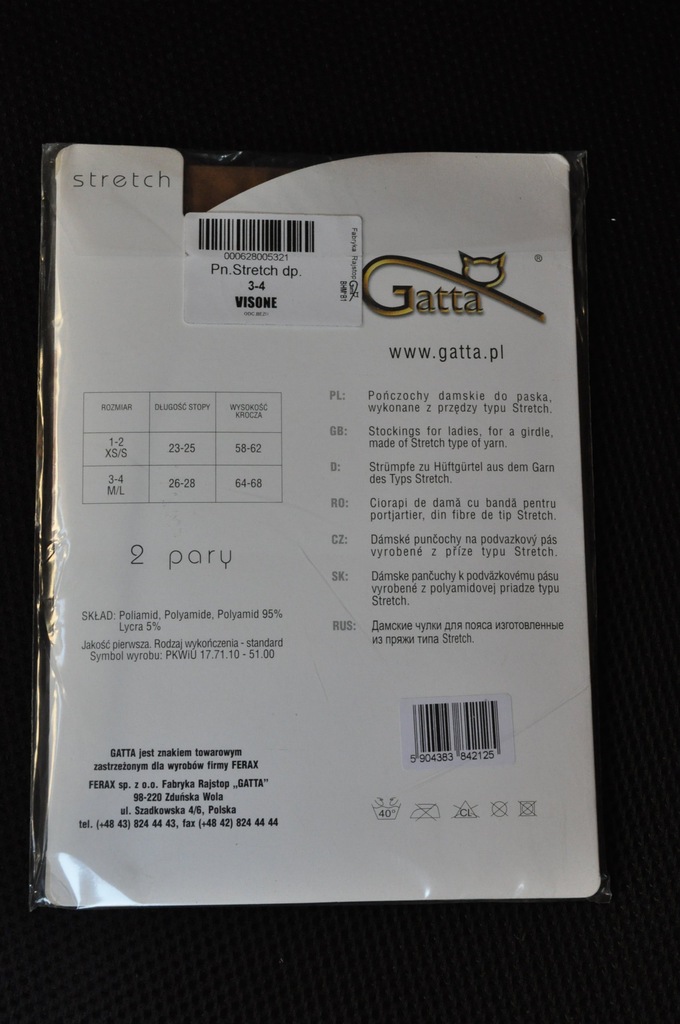 stretch
000628005321
Pn.Stretch dp.
3-4
VISONE
Fabryka Rajstop
Gatta ®
www.gatta.pl
ROZMIAR DŁUGOŚĆ STOPY WYSOKOŚĆ KROCZA
1-2 XS/S 23-25 58-62
3-4 M/L 26-28 64-68
2 pary
SKŁAD: Poliamid, Polyamide, Polyamid 95%
Lycra 5%
Jakość pierwsza. Rodzaj wykończenia - standard
Symbol wyrobu: PKWiU 17.71.10 - 51.00
GATTA jest znakiem towarowym
zastrzeżonym dla wyrobów firmy FERAX
FERAX sp. z o.o. Fabryka Rajstop „GATTA"
98-220 Zduńska Wola
ul. Szadkowska 4/6, Polska
tel. (+48 43) 824 44 43, fax (+48 42) 824 44 44
PL: Pończochy damskie do paska,
wykonane z przędzy typu Stretch.
GB: Stockings for ladies, for a girdle,
made of Stretch type of yarn.
D: Strümpfe zu Hüftgürtel aus dem Garn
des Typs Stretch.
RO: Ciorapi de damă cu bandă pentru
portjartier, din fibre de tip Stretch.
CZ: Dámské punčochy na podvazkový pás
vyrobené z příze typu Stretch.
SK: Dámske pančuchy k podväzkovému pásu
vyrobené z polyamidovej priadze typu
Stretch.
RUS: Дамские чулки для пояса изготовленные
из пряжи типа Stretch.
5 904383 842125
40° CL